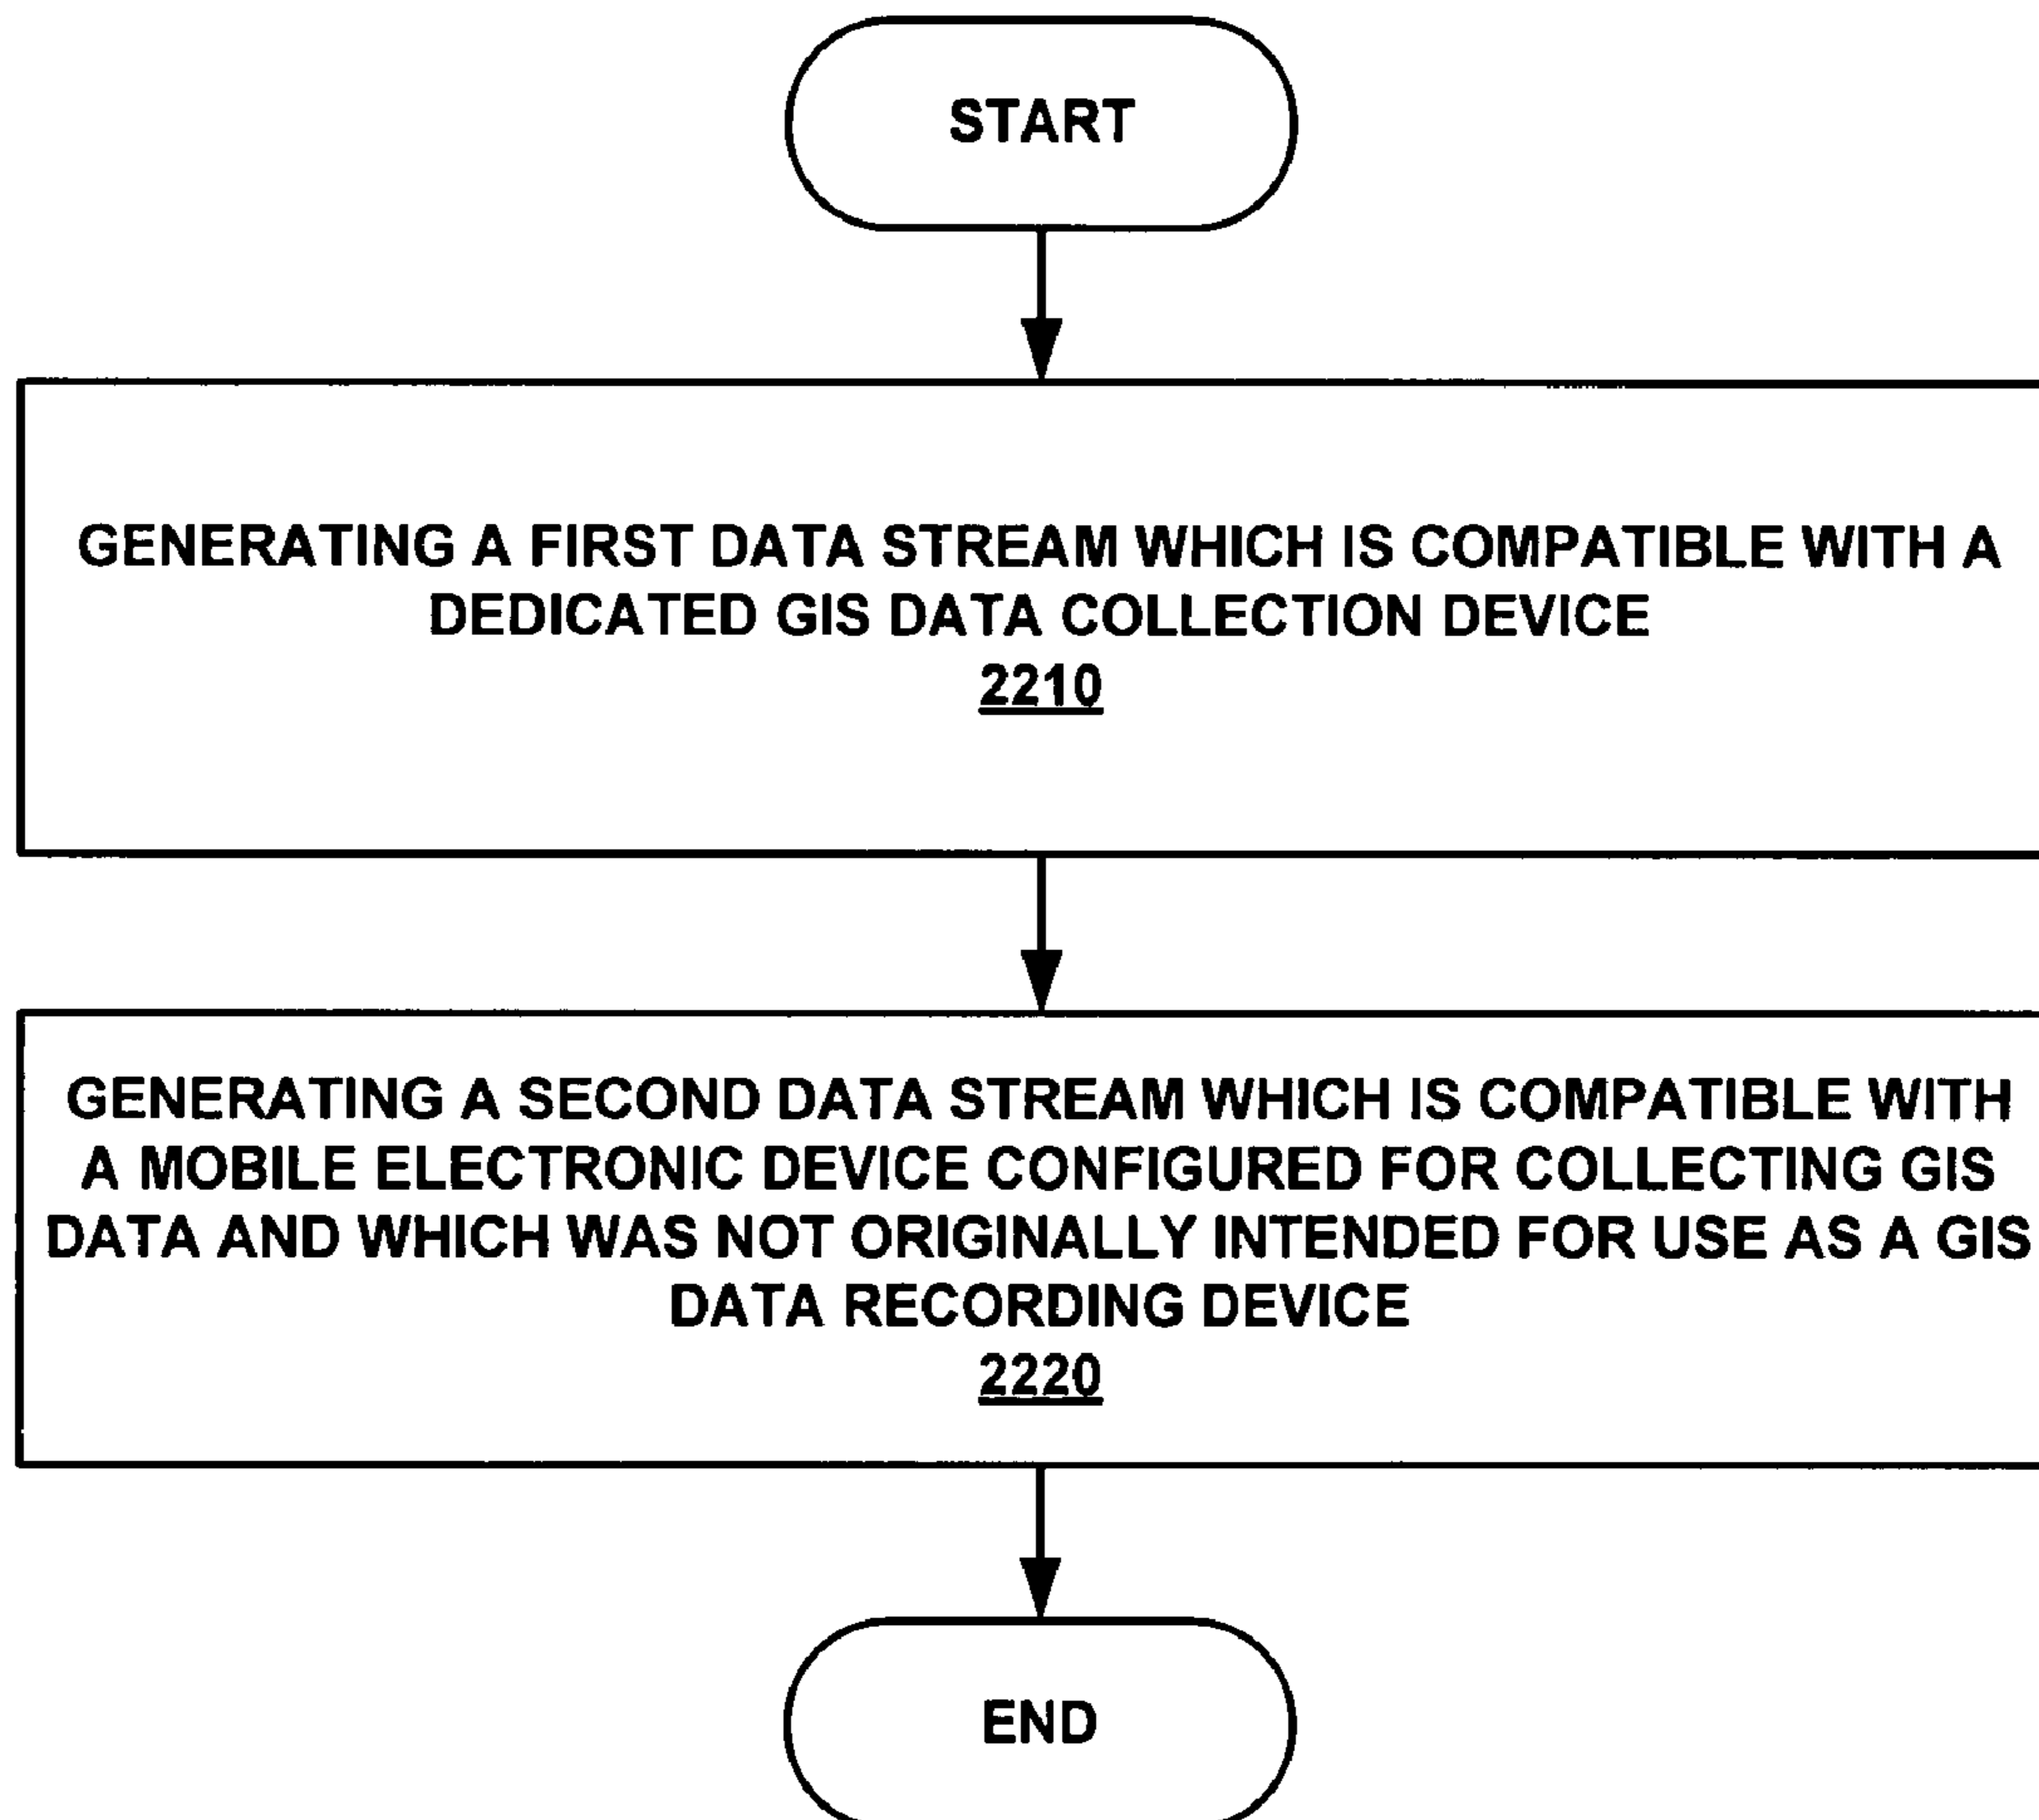 START
GENERATING A FIRST DATA STREAM WHICH IS COMPATIBLE WITH A
DEDICATED GIS DATA COLLECTION DEVICE
2210
GENERATING A SECOND DATA STREAM WHICH IS COMPATIBLE WITH
A MOBILE ELECTRONIC DEVICE CONFIGURED FOR COLLECTING GIS
DATA AND WHICH WAS NOT ORIGINALLY INTENDED FOR USE AS A GIS
DATA RECORDING DEVICE
2220
END